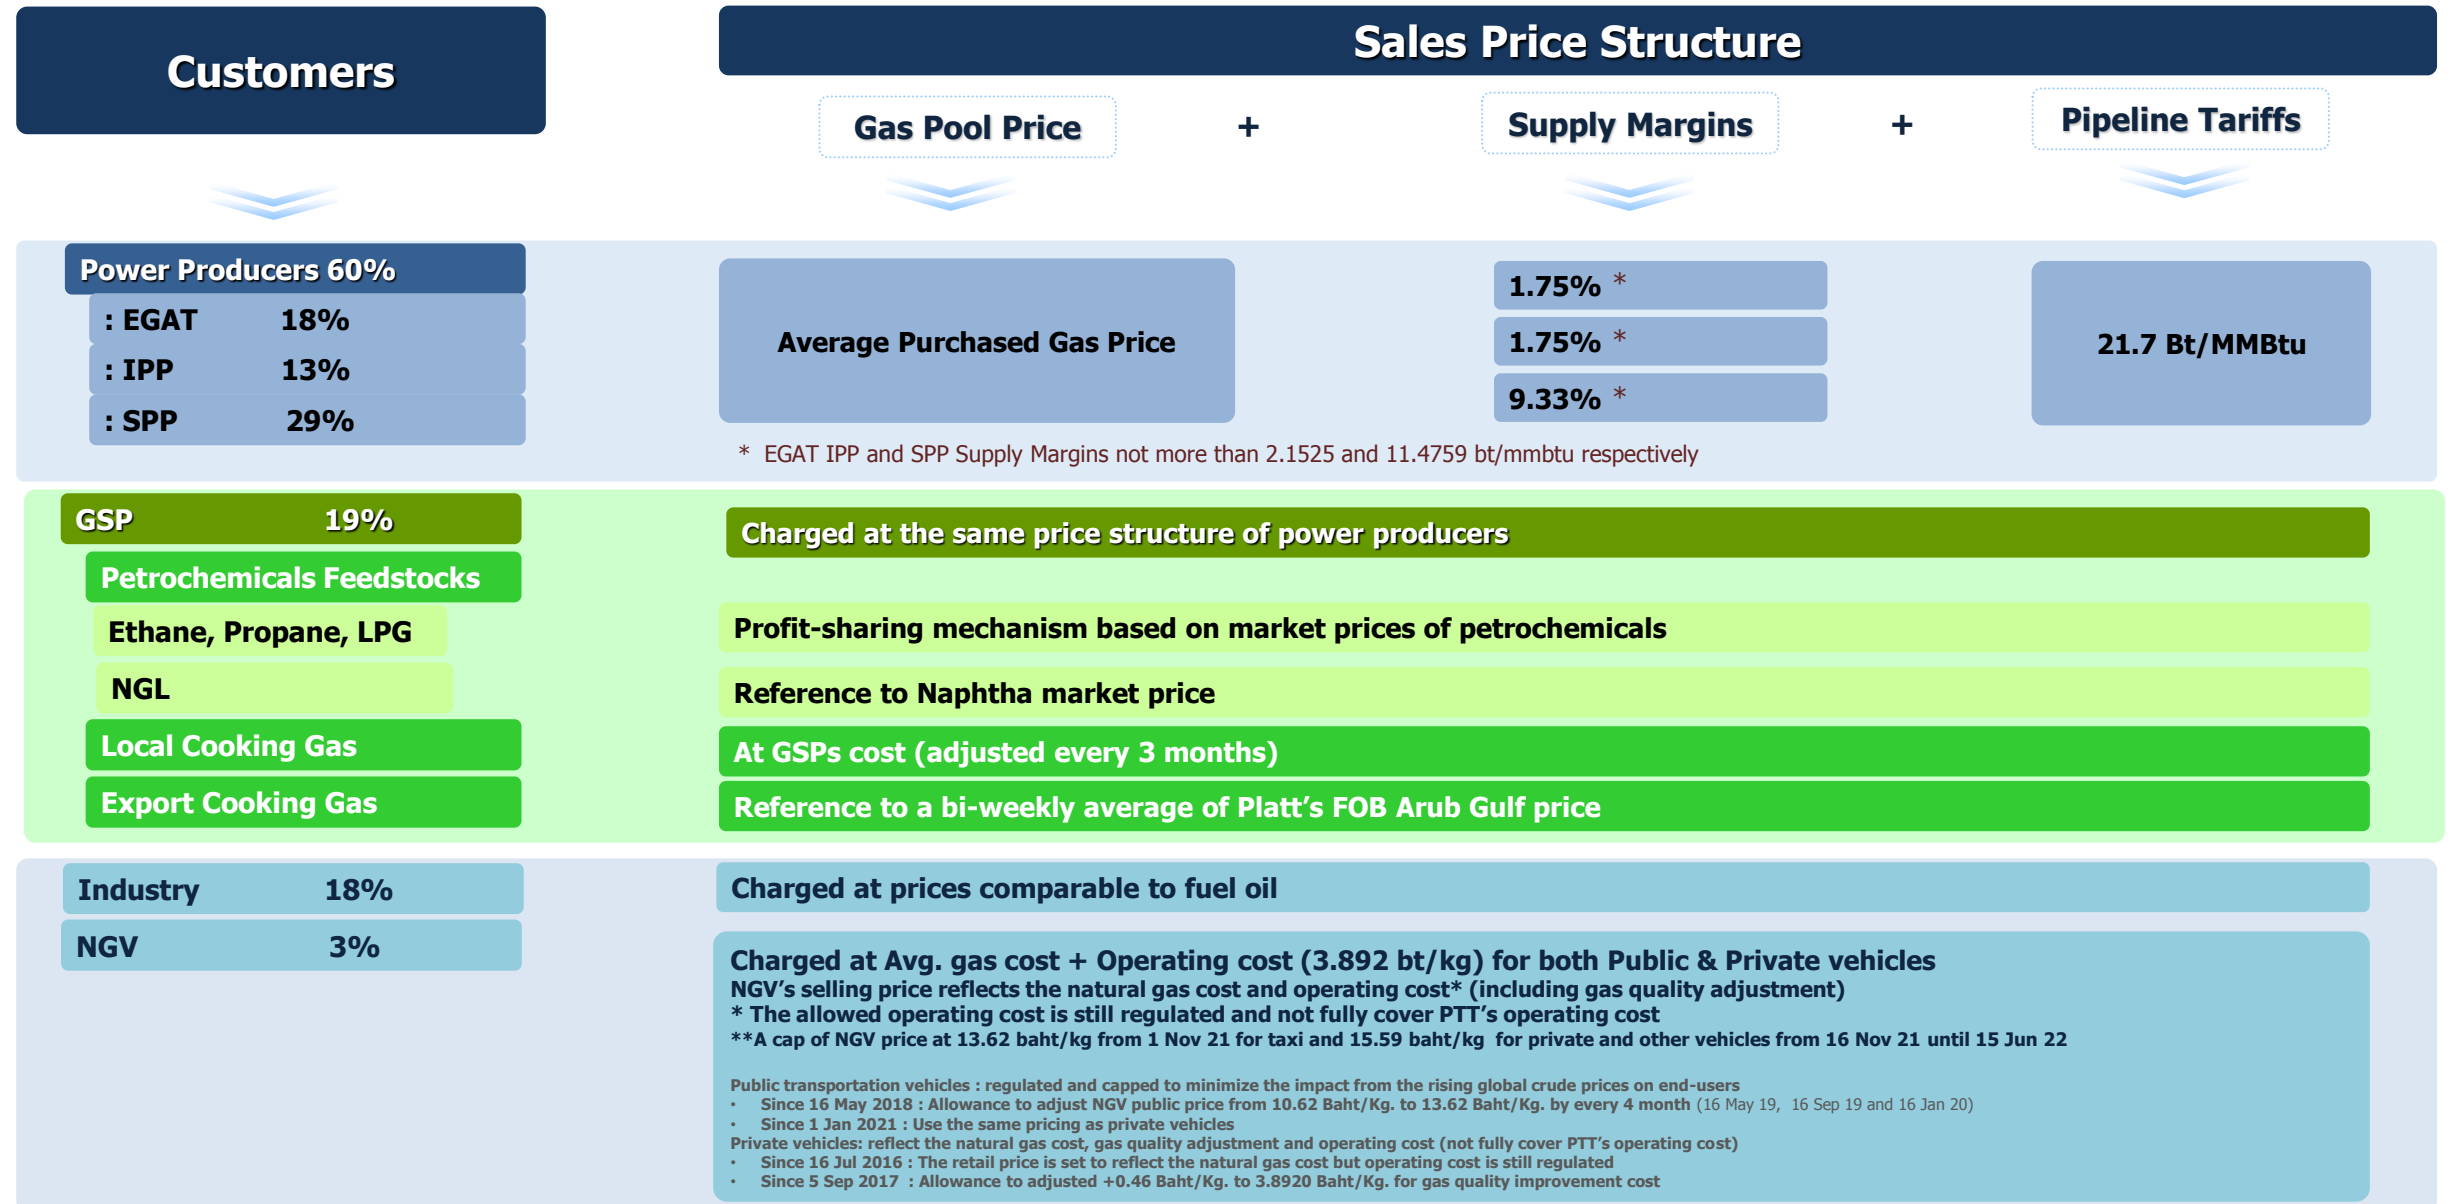 Customers
Sales Price Structure
Gas Pool Price + Supply Margins + Pipeline Tariffs
Power Producers 60%
: EGAT 18%
: IPP 13%
: SPP 29%
Average Purchased Gas Price
1.75% *
1.75% *
9.33% *
21.7 Bt/MMBtu
* EGAT IPP and SPP Supply Margins not more than 2.1525 and 11.4759 bt/mmbtu respectively
GSP 19%
Charged at the same price structure of power producers
Petrochemicals Feedstocks
Ethane, Propane, LPG
Profit-sharing mechanism based on market prices of petrochemicals
NGL
Reference to Naphtha market price
Local Cooking Gas
At GSPs cost (adjusted every 3 months)
Export Cooking Gas
Reference to a bi-weekly average of Platt’s FOB Arub Gulf price
Industry 18%
Charged at prices comparable to fuel oil
NGV 3%
Charged at Avg. gas cost + Operating cost (3.892 bt/kg) for both Public & Private vehicles
NGV’s selling price reflects the natural gas cost and operating cost* (including gas quality adjustment)
* The allowed operating cost is still regulated and not fully cover PTT’s operating cost
**A cap of NGV price at 13.62 baht/kg from 1 Nov 21 for taxi and 15.59 baht/kg for private and other vehicles from 16 Nov 21 until 15 Jun 22
Public transportation vehicles : regulated and capped to minimize the impact from the rising global crude prices on end-users
• Since 16 May 2018 : Allowance to adjust NGV public price from 10.62 Baht/Kg. to 13.62 Baht/Kg. by every 4 month (16 May 19, 16 Sep 19 and 16 Jan 20)
• Since 1 Jan 2021 : Use the same pricing as private vehicles
Private vehicles: reflect the natural gas cost, gas quality adjustment and operating cost (not fully cover PTT’s operating cost)
• Since 16 Jul 2016 : The retail price is set to reflect the natural gas cost but operating cost is still regulated
• Since 5 Sep 2017 : Allowance to adjusted +0.46 Baht/Kg. to 3.8920 Baht/Kg. for gas quality improvement cost